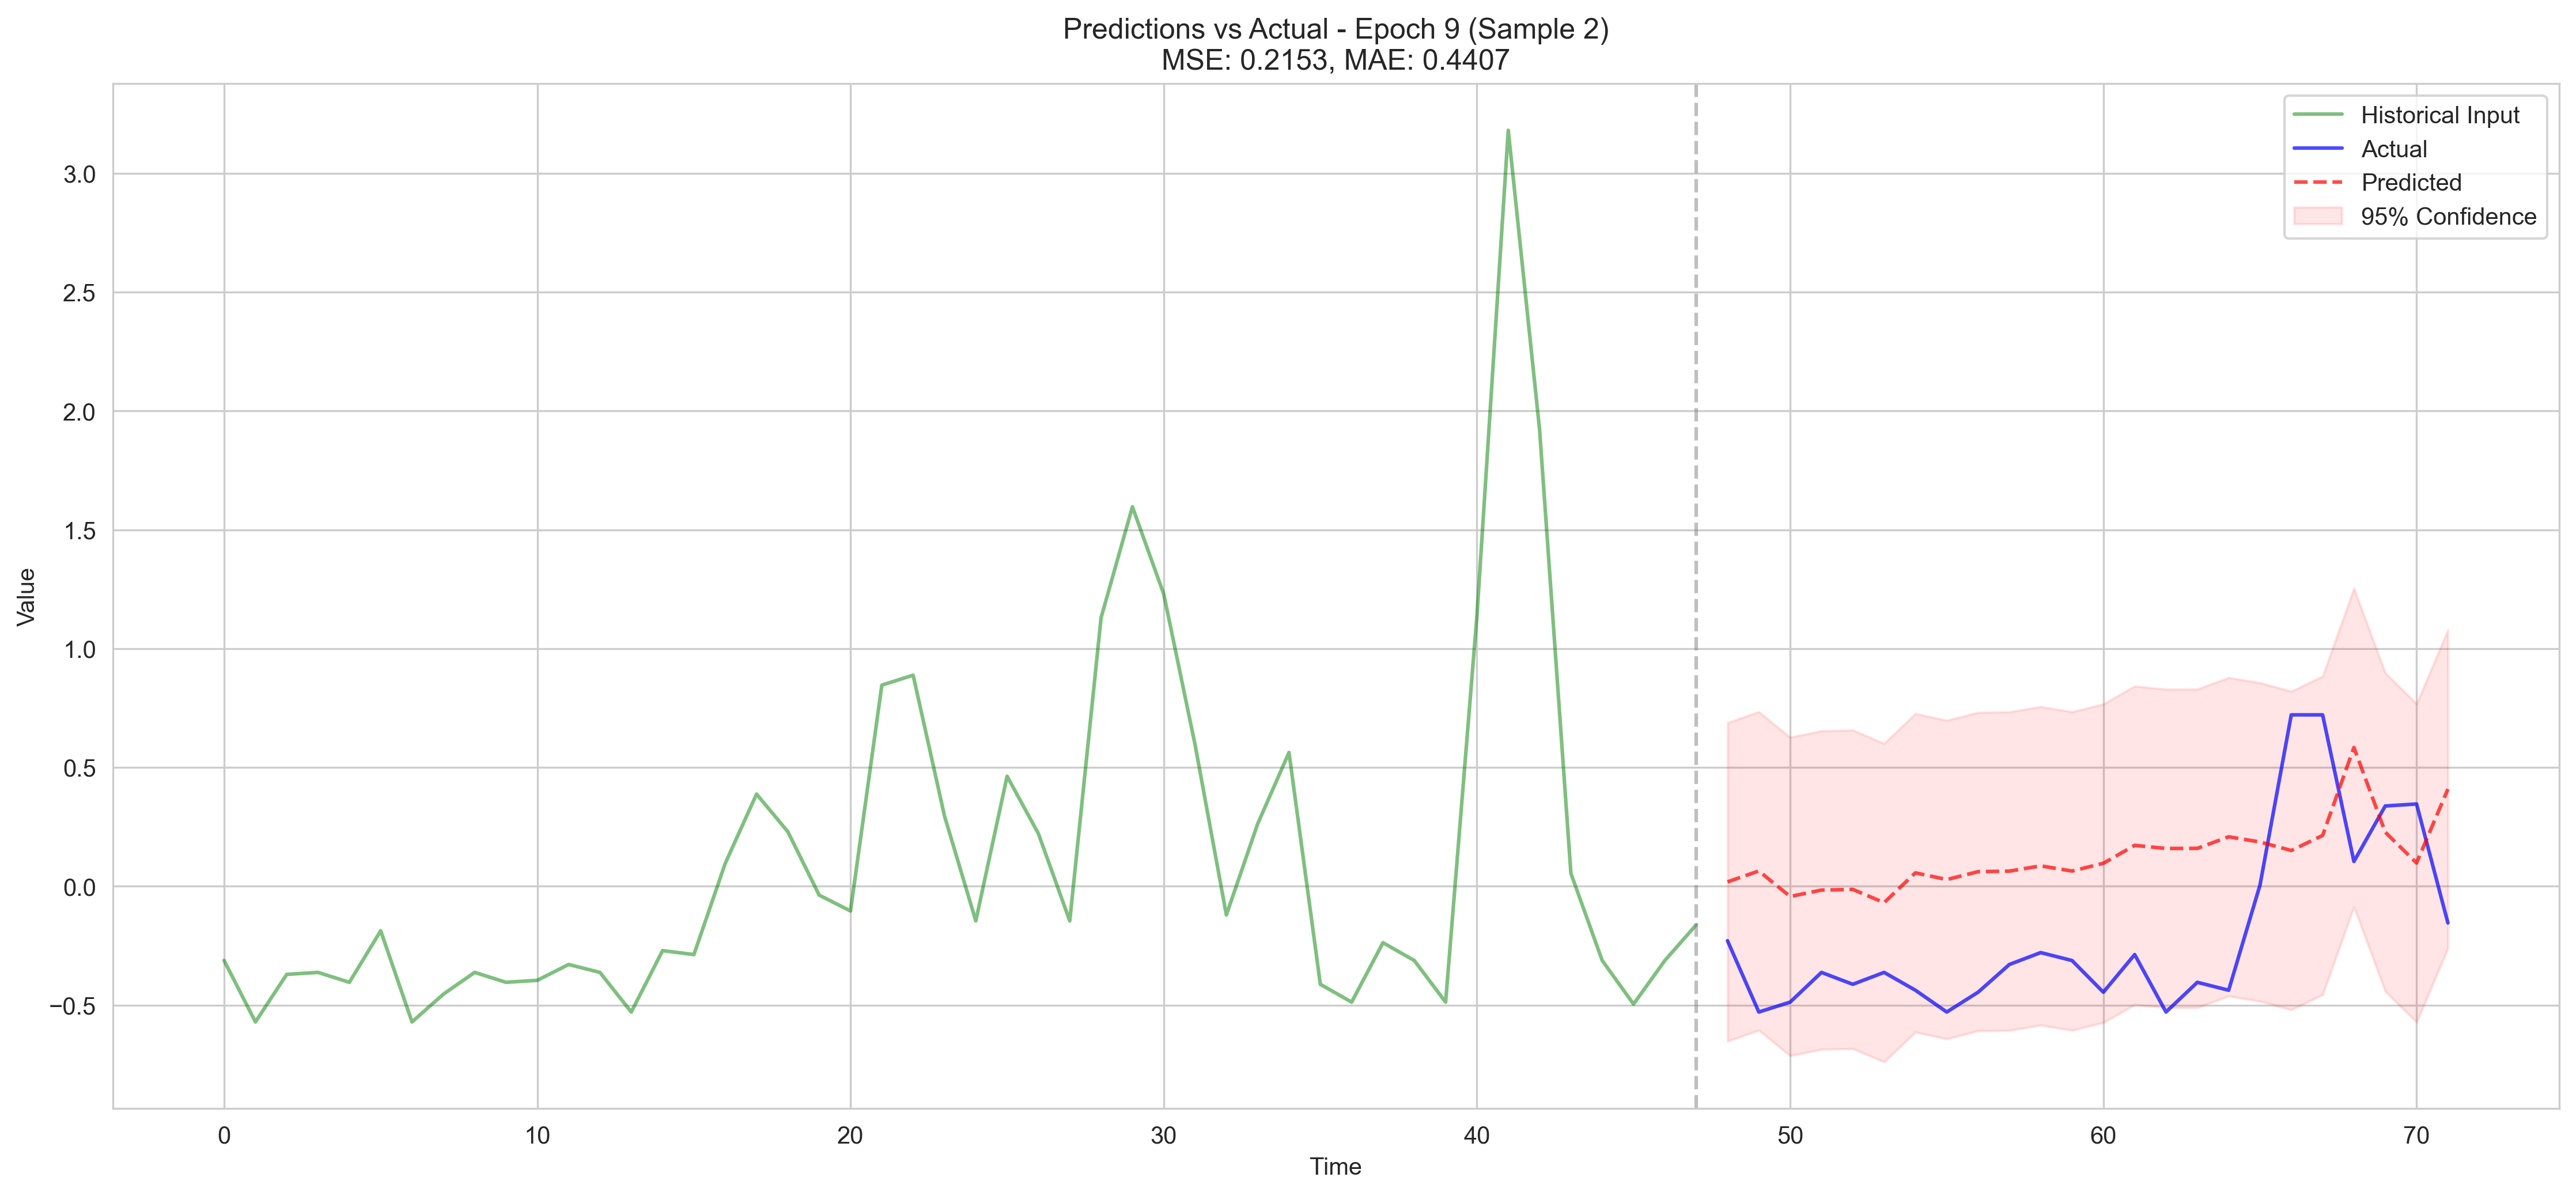 Predictions vs Actual - Epoch 9 (Sample 2)
MSE: 0.2153, MAE: 0.4407
Historical Input
Actual
Predicted
95% Confidence
Value
3.0
2.5
2.0
1.5
1.0
0.5
0.0
−0.5
0 10 20 30 40 50 60 70
Time